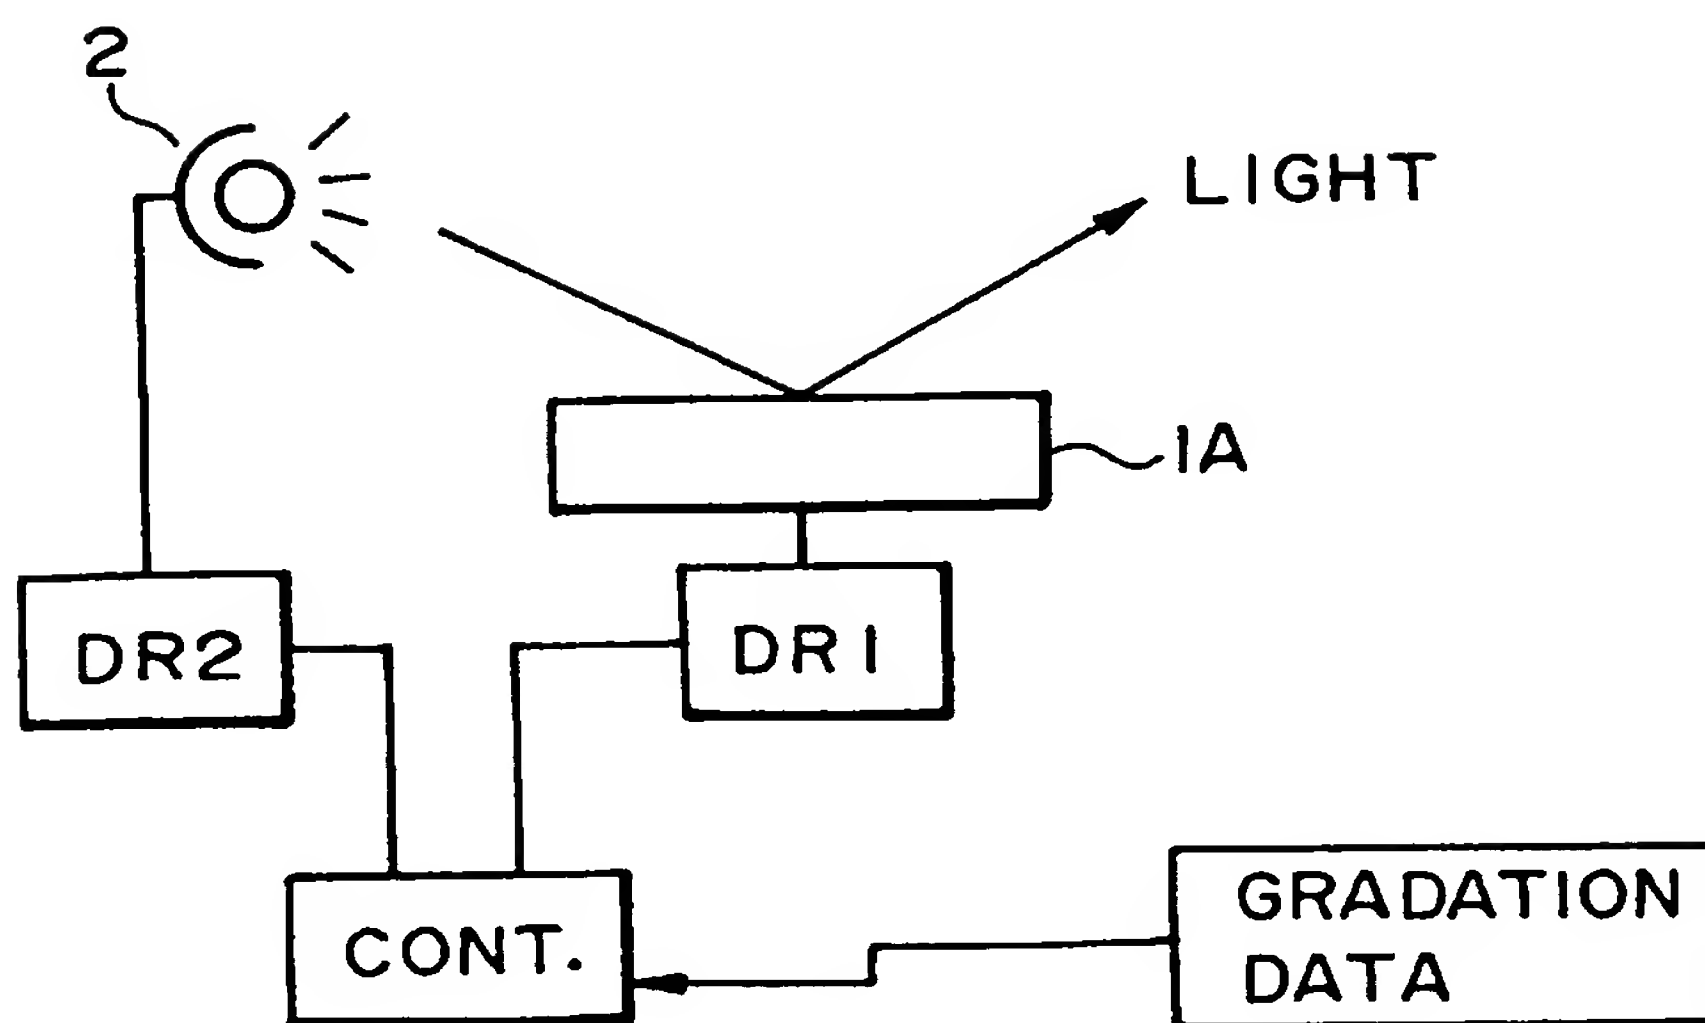 2
LIGHT
1A
DR2
DR1
CONT.
GRADATION
DATA